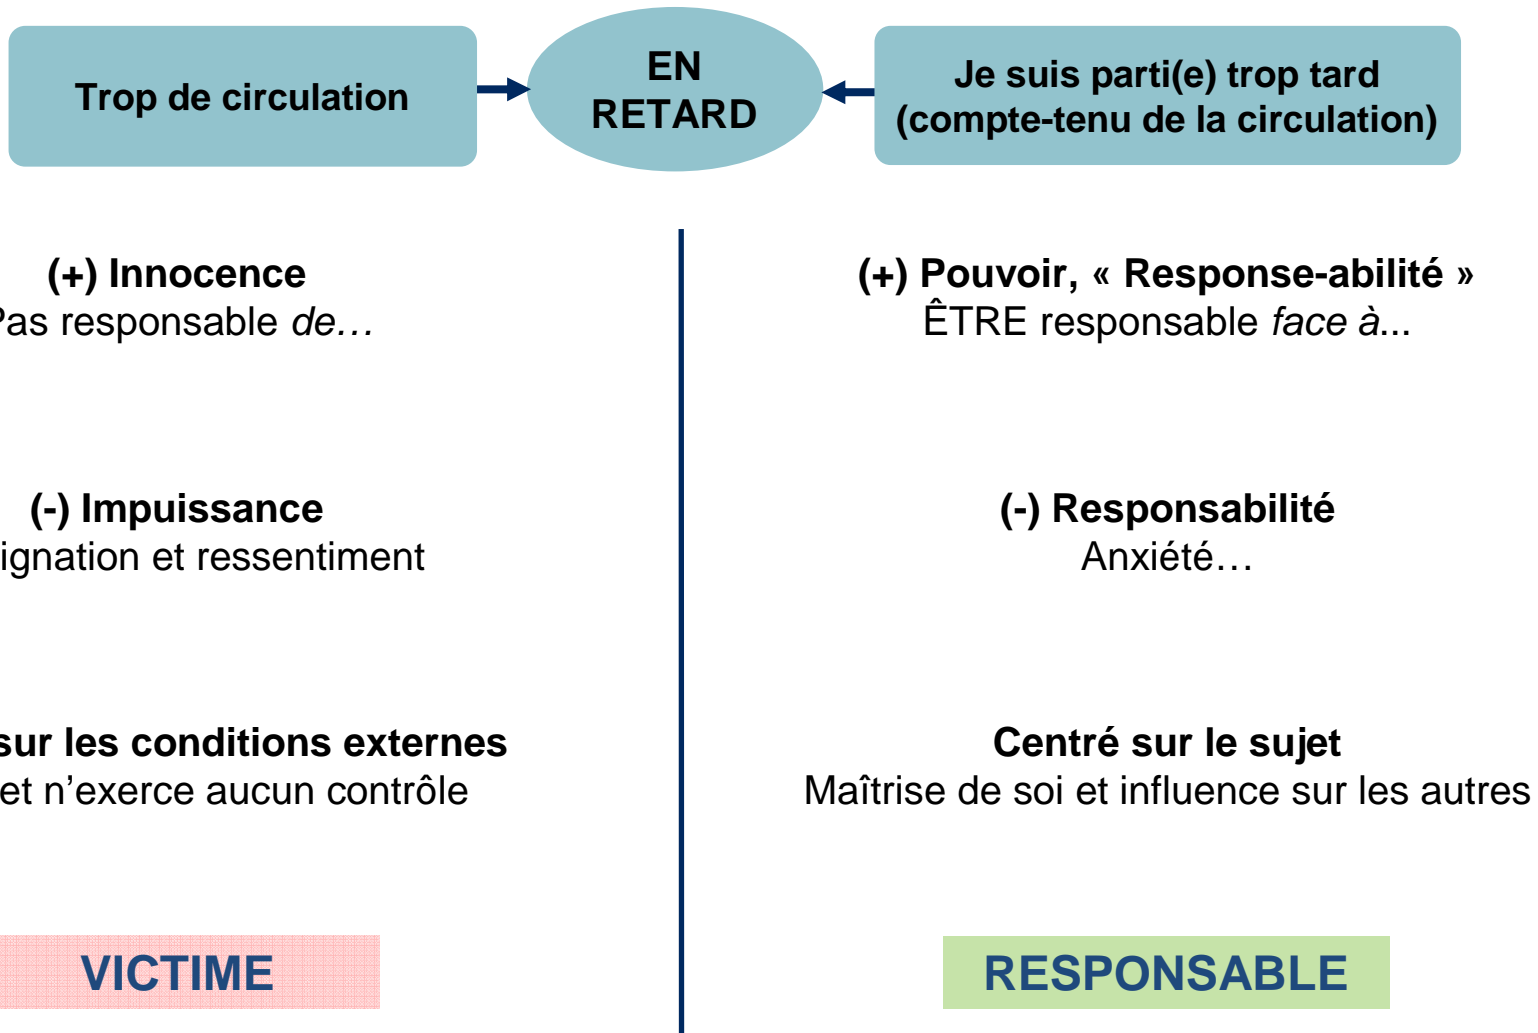 Trop de circulation
EN
RETARD
Je suis parti(e) trop tard
(compte-tenu de la circulation)
(+) Innocence
Pas responsable de…
(-) Impuissance
ignation et ressentiment
sur les conditions externes
et n’exerce aucun contrôle
VICTIME
(+) Pouvoir, « Response-abilité »
ÊTRE responsable face à...
(-) Responsabilité
Anxiété…
Centré sur le sujet
Maîtrise de soi et influence sur les autres
RESPONSABLE